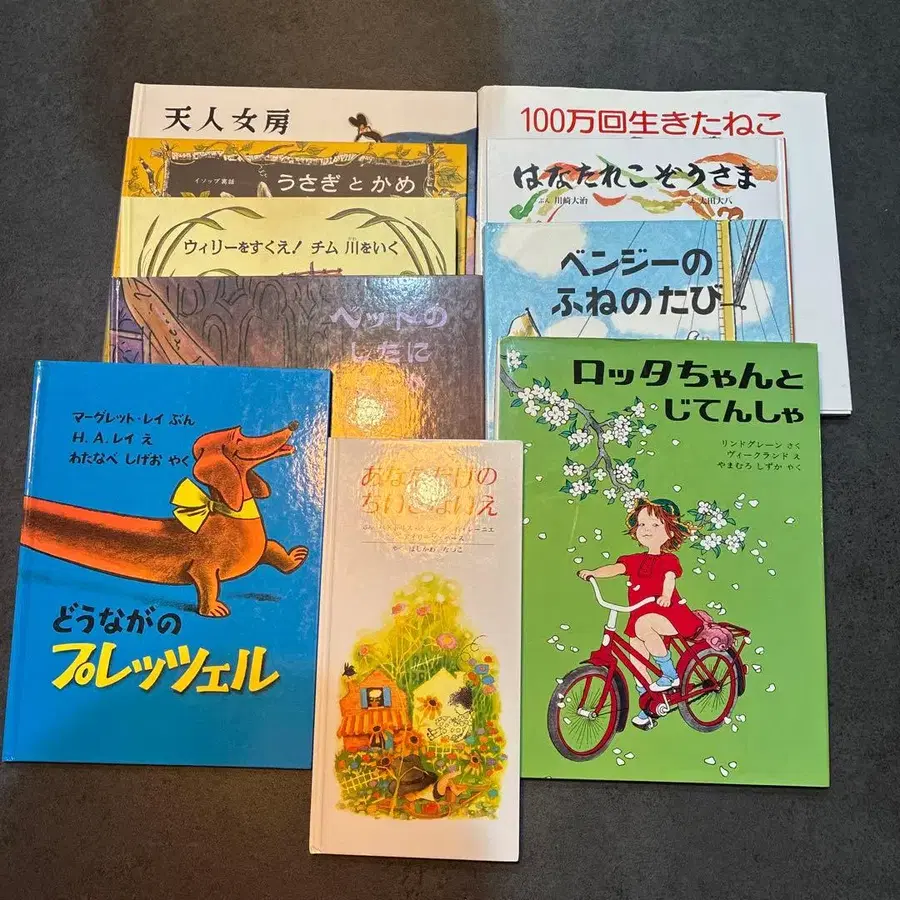 天人女房
100万回生きたねこ
イソップ童話
うさぎとかめ
はなたれこぞうさま
ぶん 川崎大治
太田大八
ウィリーをすくえ! チム川をいく
ベンジーの
ふねのたび
ベットの
したに
マーグレット・レイ ぶん
H.A.レイ え
わたなべ しげお やく
どうながの
プレッツェル
あなただけの
ちいさないえ
ロッタちゃんと
じてんしゃ
リンドグレーン さく
ヴィークランド え
やまむろ しずか やく